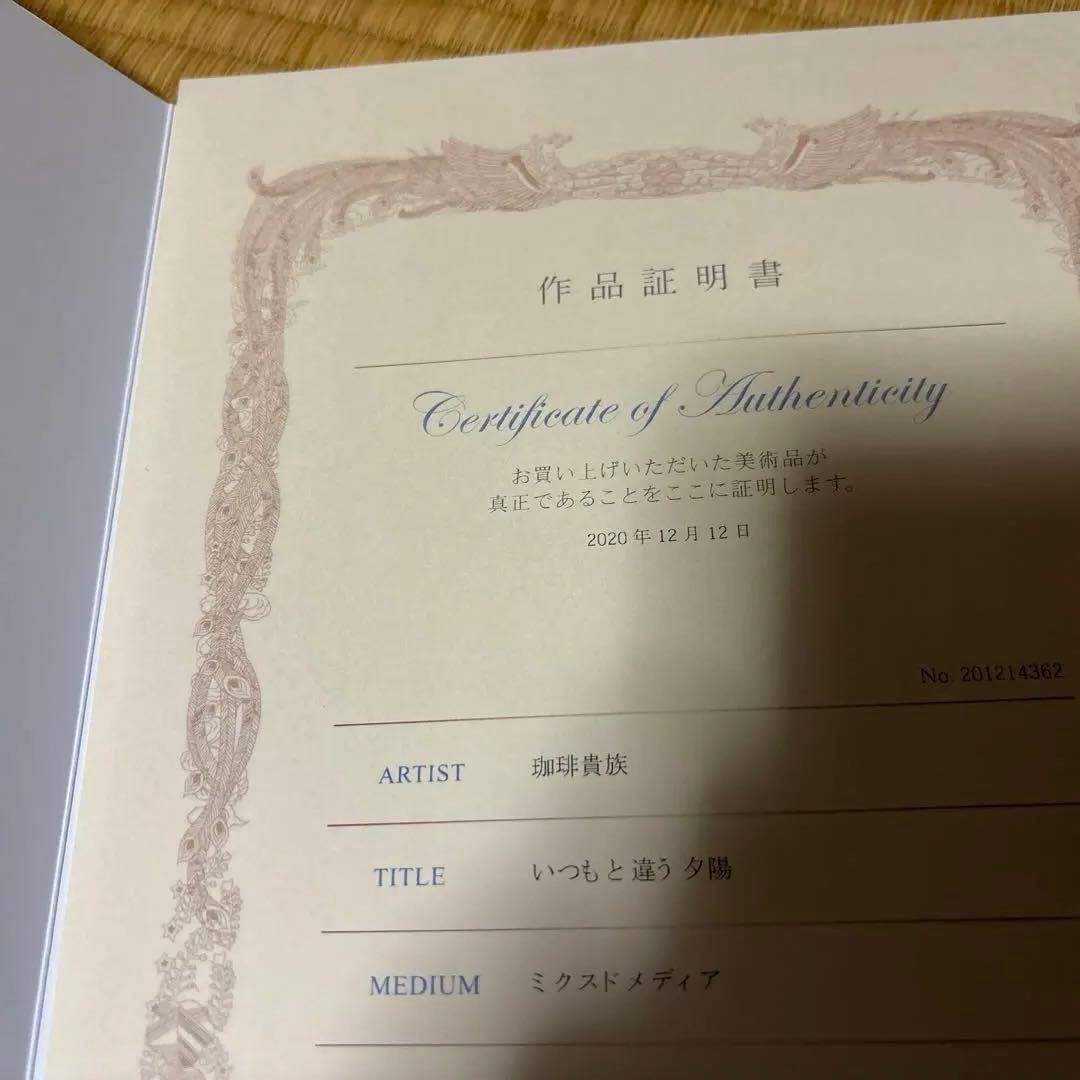 作品証明書
Certificate of Authenticity
お買い上げいただいた美術品が
真正であることをここに証明します。
2020年12月12日
No. 201214362
ARTIST 珈琲貴族
TITLE いつもと違う夕陽
MEDIUM ミクスドメディア